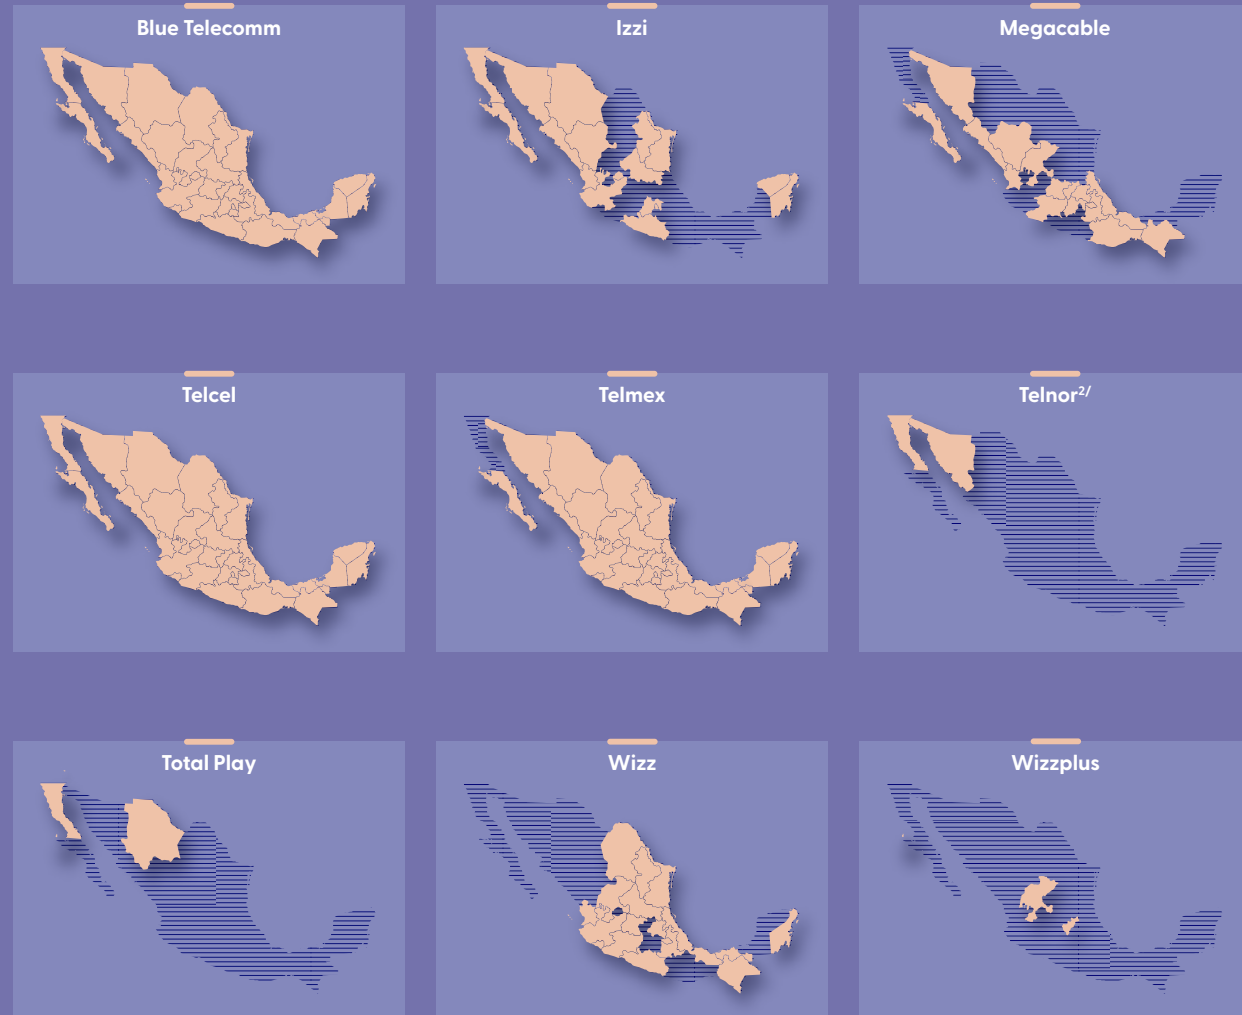 Blue Telecomm
Izzi
Megacable
Telcel
Telmex
Telnor²/
Total Play
Wizz
Wizzplus